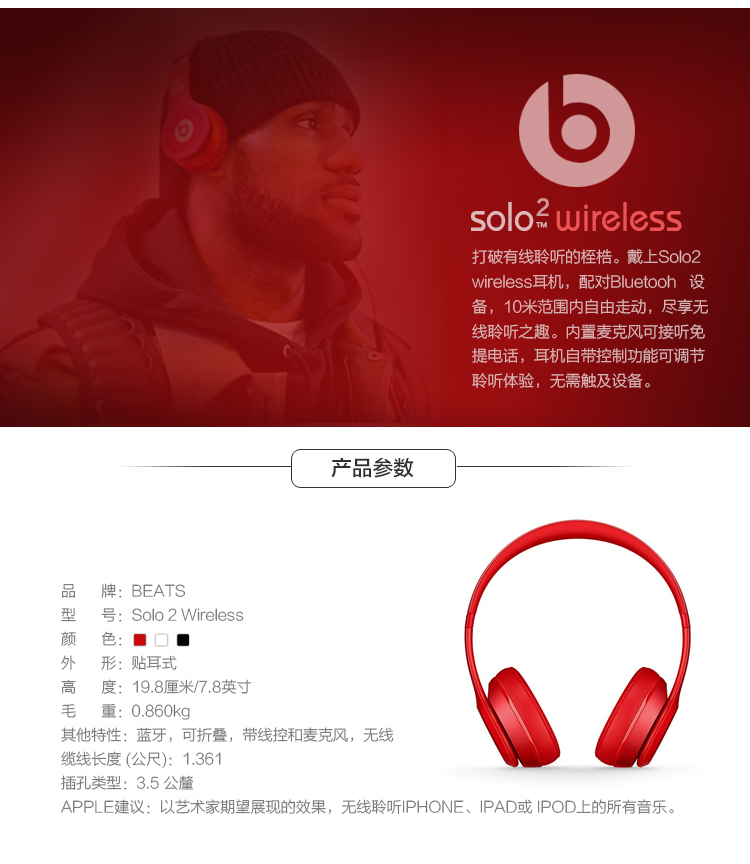 b
solo2™ wireless
打破有线聆听的桎梏。戴上Solo2
wireless耳机，配对Bluetooh 设
备，10米范围内自由走动，尽享无
线聆听之趣。内置麦克风可接听免
提电话，耳机自带控制功能可调节
聆听体验，无需触及设备。
产品参数
品 牌：BEATS
型 号：Solo 2 Wireless
颜 色：
外 形：贴耳式
高 度：19.8厘米/7.8英寸
毛 重：0.860kg
其他特性：蓝牙，可折叠，带线控和麦克风，无线
缆线长度 (公尺)：1.361
插孔类型：3.5 公釐
APPLE建议：以艺术家期望展现的效果，无线聆听IPHONE、IPAD或 IPOD上的所有音乐。